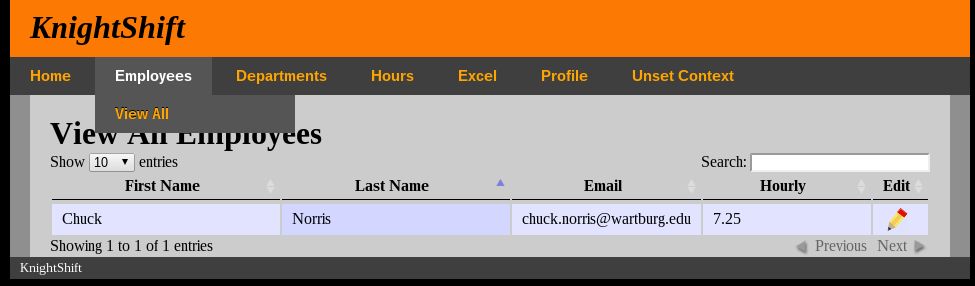 KnightShift
Home Employees Departments Hours Excel Profile Unset Context
View All
View All Employees
Show 10 entries Search:
First Name Last Name Email Hourly Edit
Chuck Norris chuck.norris@wartburg.edu 7.25
Showing 1 to 1 of 1 entries Previous Next
KnightShift